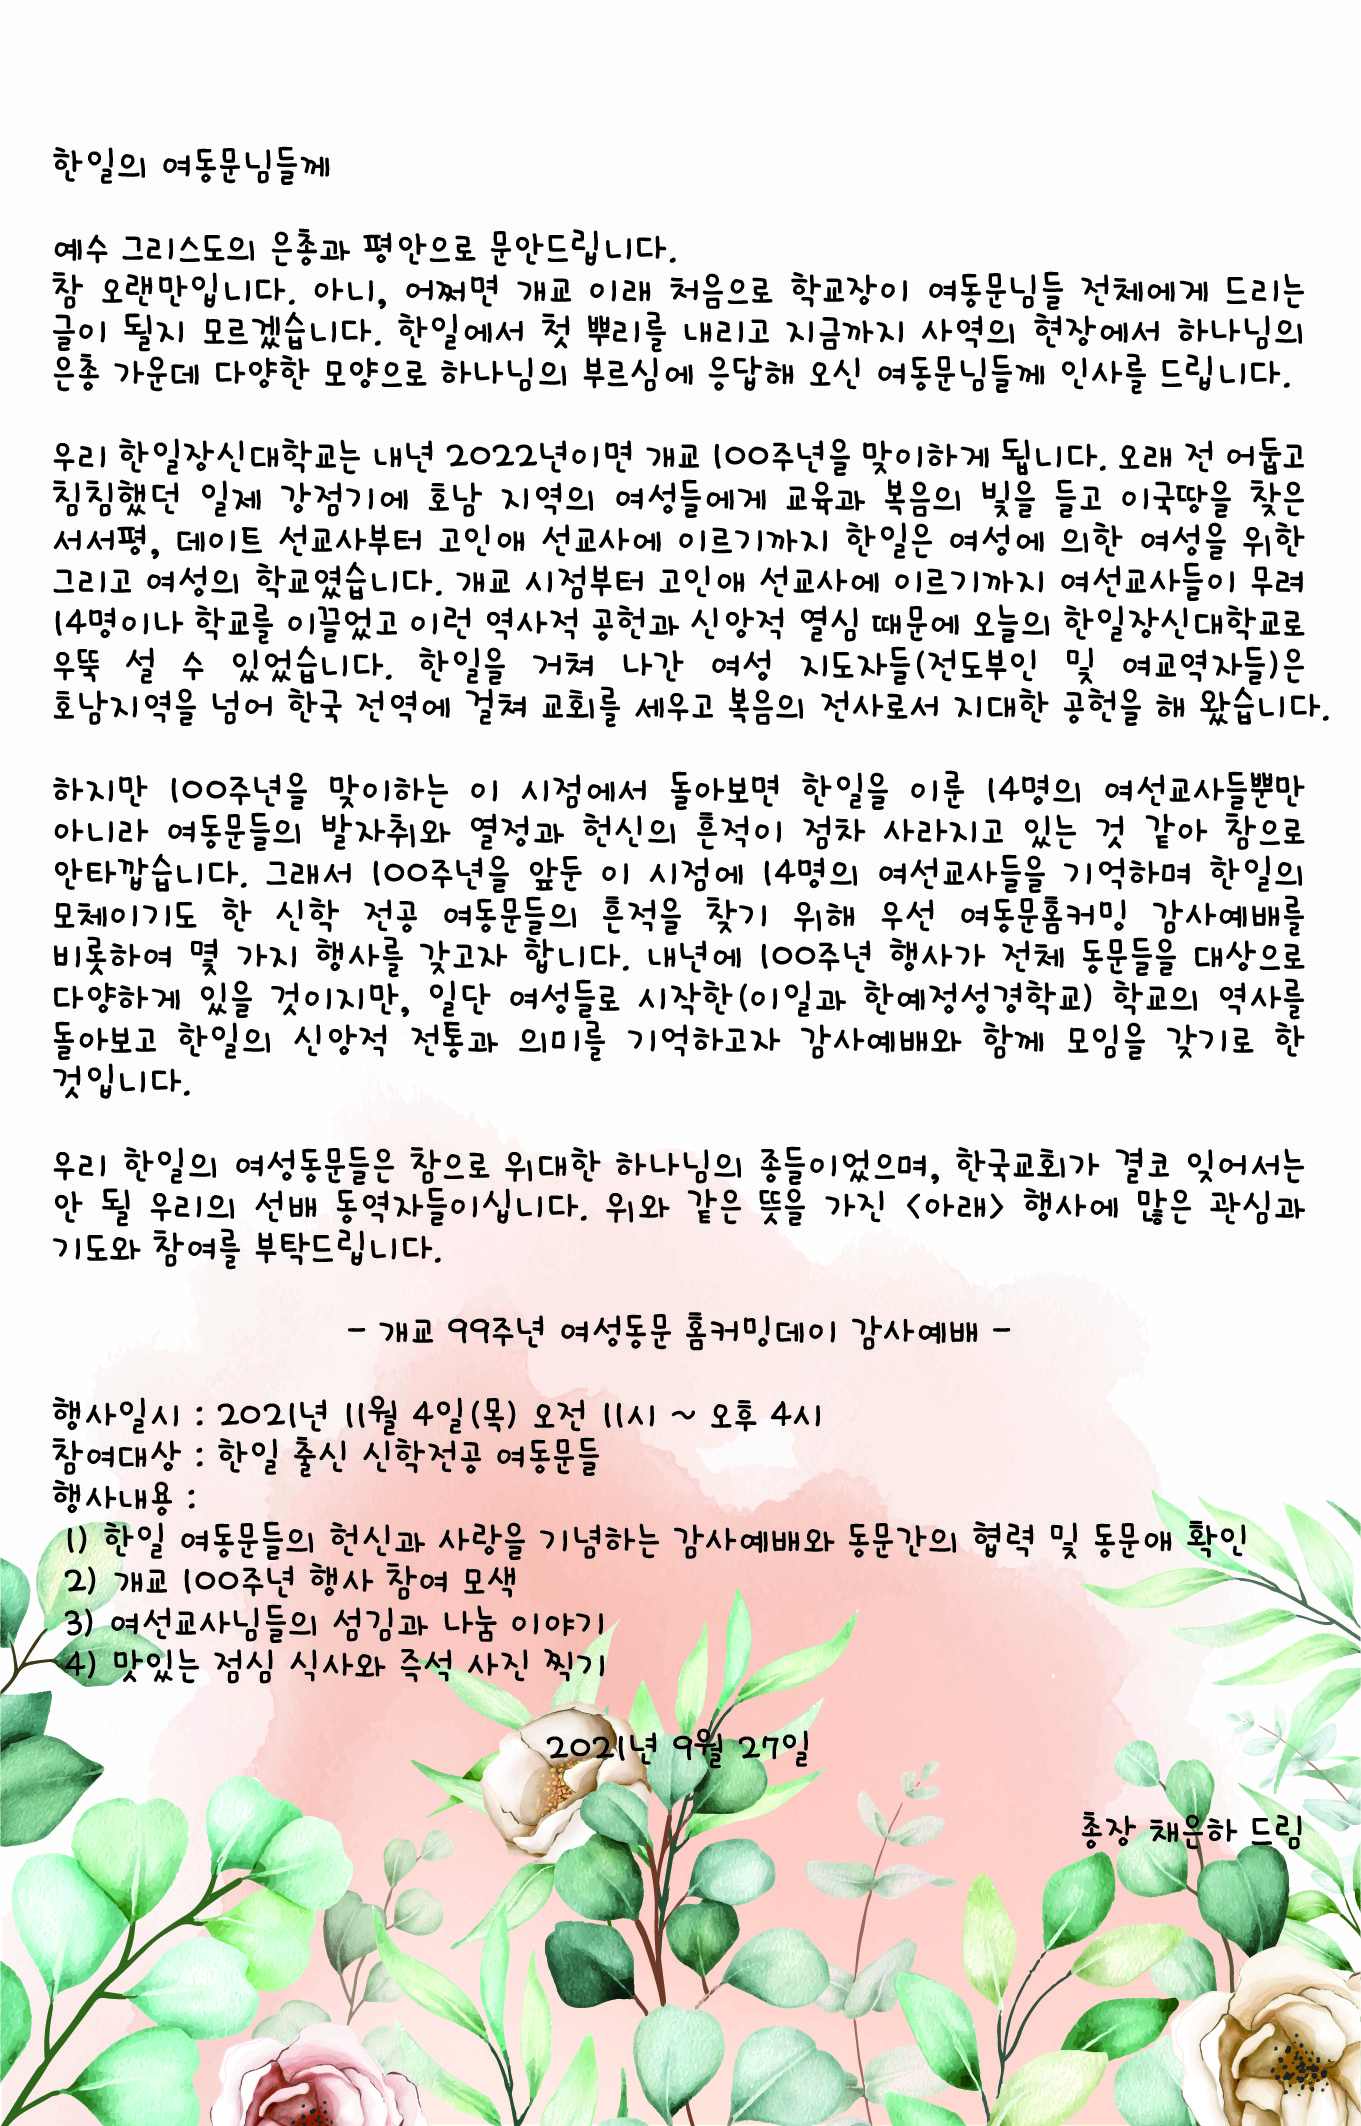 한일의 여동문님들께
예수 그리스도의 은총과 평안으로 문안드립니다.
참 오랜만입니다. 아니, 어쩌면 개교 이래 처음으로 학교장이 여동문님들 전체에게 드리는
글이 될지 모르겠습니다. 한일에서 첫 뿌리를 내리고 지금까지 사역의 현장에서 하나님의
은총 가운데 다양한 모양으로 하나님의 부르심에 응답해 오신 여동문님들께 인사를 드립니다.
우리 한일장신대학교는 내년 2022년이면 개교 100주년을 맞이하게 됩니다. 오래 전 어둡고
침침했던 일제 강점기에 호남 지역의 여성들에게 교육과 복음의 빛을 들고 이국땅을 찾은
서서평, 데이트 선교사부터 고인애 선교사에 이르기까지 한일은 여성에 의한 여성을 위한
그리고 여성의 학교였습니다. 개교 시점부터 고인애 선교사에 이르기까지 여선교사들이 무려
14명이나 학교를 이끌었고 이런 역사적 공헌과 신앙적 열심 때문에 오늘의 한일장신대학교로
우뚝 설 수 있었습니다. 한일을 거쳐 나간 여성 지도자들(전도부인 및 여교역자들)은
호남지역을 넘어 한국 전역에 걸쳐 교회를 세우고 복음의 전사로서 지대한 공헌을 해 왔습니다.
하지만 100주년을 맞이하는 이 시점에서 돌아보면 한일을 이룬 14명의 여선교사들뿐만
아니라 여동문들의 발자취와 열정과 헌신의 흔적이 점차 사라지고 있는 것 같아 참으로
안타깝습니다. 그래서 100주년을 앞둔 이 시점에 14명의 여선교사들을 기억하며 한일의
모체이기도 한 신학 전공 여동문들의 흔적을 찾기 위해 우선 여동문홈커밍 감사예배를
비롯하여 몇 가지 행사를 갖고자 합니다. 내년에 100주년 행사가 전체 동문들을 대상으로
다양하게 있을 것이지만, 일단 여성들로 시작한(이일과 한예정성경학교) 학교의 역사를
돌아보고 한일의 신앙적 전통과 의미를 기억하고자 감사예배와 함께 모임을 갖기로 한
것입니다.
우리 한일의 여성동문들은 참으로 위대한 하나님의 종들이었으며, 한국교회가 결코 잊어서는
안 될 우리의 선배 동역자들이십니다. 위와 같은 뜻을 가진 <아래> 행사에 많은 관심과
기도와 참여를 부탁드립니다.
- 개교 99주년 여성동문 홈커밍데이 감사예배 -
행사일시 : 2021년 11월 4일(목) 오전 11시 ~ 오후 4시
참여대상 : 한일 출신 신학전공 여동문들
행사내용 :
1) 한일 여동문들의 헌신과 사랑을 기념하는 감사예배와 동문간의 협력 및 동문애 확인
2) 개교 100주년 행사 참여 모색
3) 여선교사님들의 섬김과 나눔 이야기
4) 맛있는 점심 식사와 즉석 사진 찍기
2021년 9월 27일
총장 채은하 드림